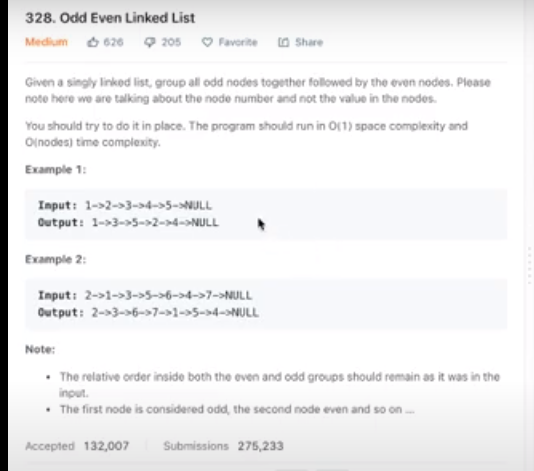 328. Odd Even Linked List
Medium 626 205 Favorite Share
Given a singly linked list, group all odd nodes together followed by the even nodes. Please
note here we are talking about the node number and not the value in the nodes.
You should try to do it in place. The program should run in O(1) space complexity and
O(nodes) time complexity.
Example 1:
Input: 1->2->3->4->5->NULL
Output: 1->3->5->2->4->NULL
Example 2:
Input: 2->1->3->5->6->4->7->NULL
Output: 2->3->6->7->1->5->4->NULL
Note:
• The relative order inside both the even and odd groups should remain as it was in the
input.
• The first node is considered odd, the second node even and so on ...
Accepted 132,007 Submissions 275,233